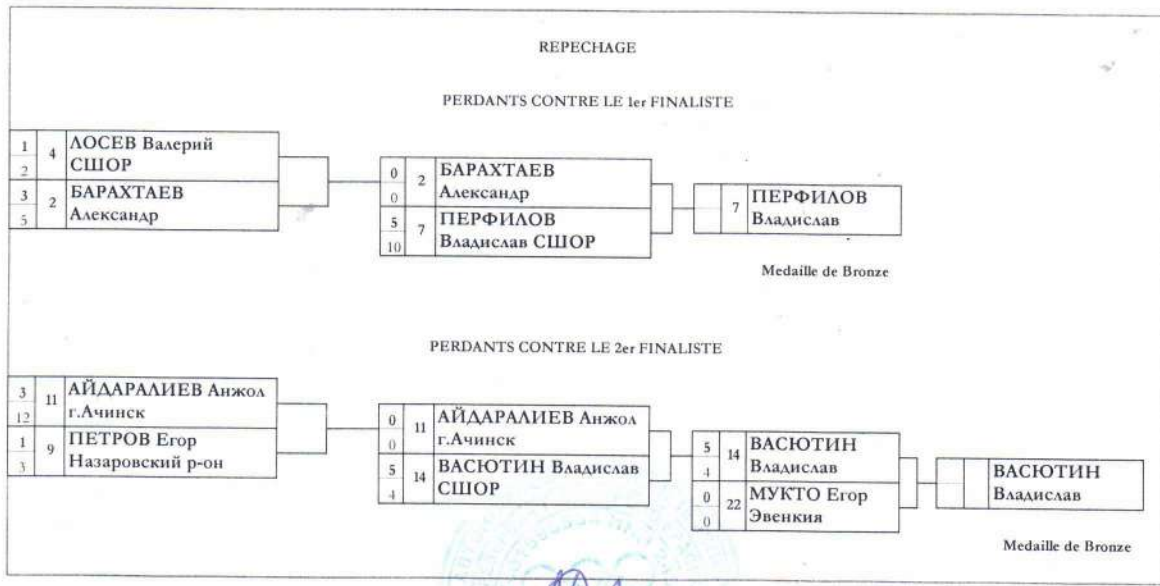 REPECHAGE
PERDANTS CONTRE LE 1er FINALISTE
1 2 4 ЛОСЕВ Валерий
СШОР
3 5 2 БАРАХТАЕВ
Александр
0 0 2 БАРАХТАЕВ
Александр
5 10 7 ПЕРФИЛОВ
Владислав СШОР
7 ПЕРФИЛОВ
Владислав
Medaille de Bronze
PERDANTS CONTRE LE 2er FINALISTE
3 12 11 АЙДАРАЛИЕВ Анжол
г.Ачинск
1 3 9 ПЕТРОВ Егор
Назаровский р-он
0 0 11 АЙДАРАЛИЕВ Анжол
г.Ачинск
5 4 14 ВАСЮТИН Владислав
СШОР
5 4 14 ВАСЮТИН
Владислав
0 0 22 МУКТО Егор
Эвенкия
ВАСЮТИН
Владислав
Medaille de Bronze